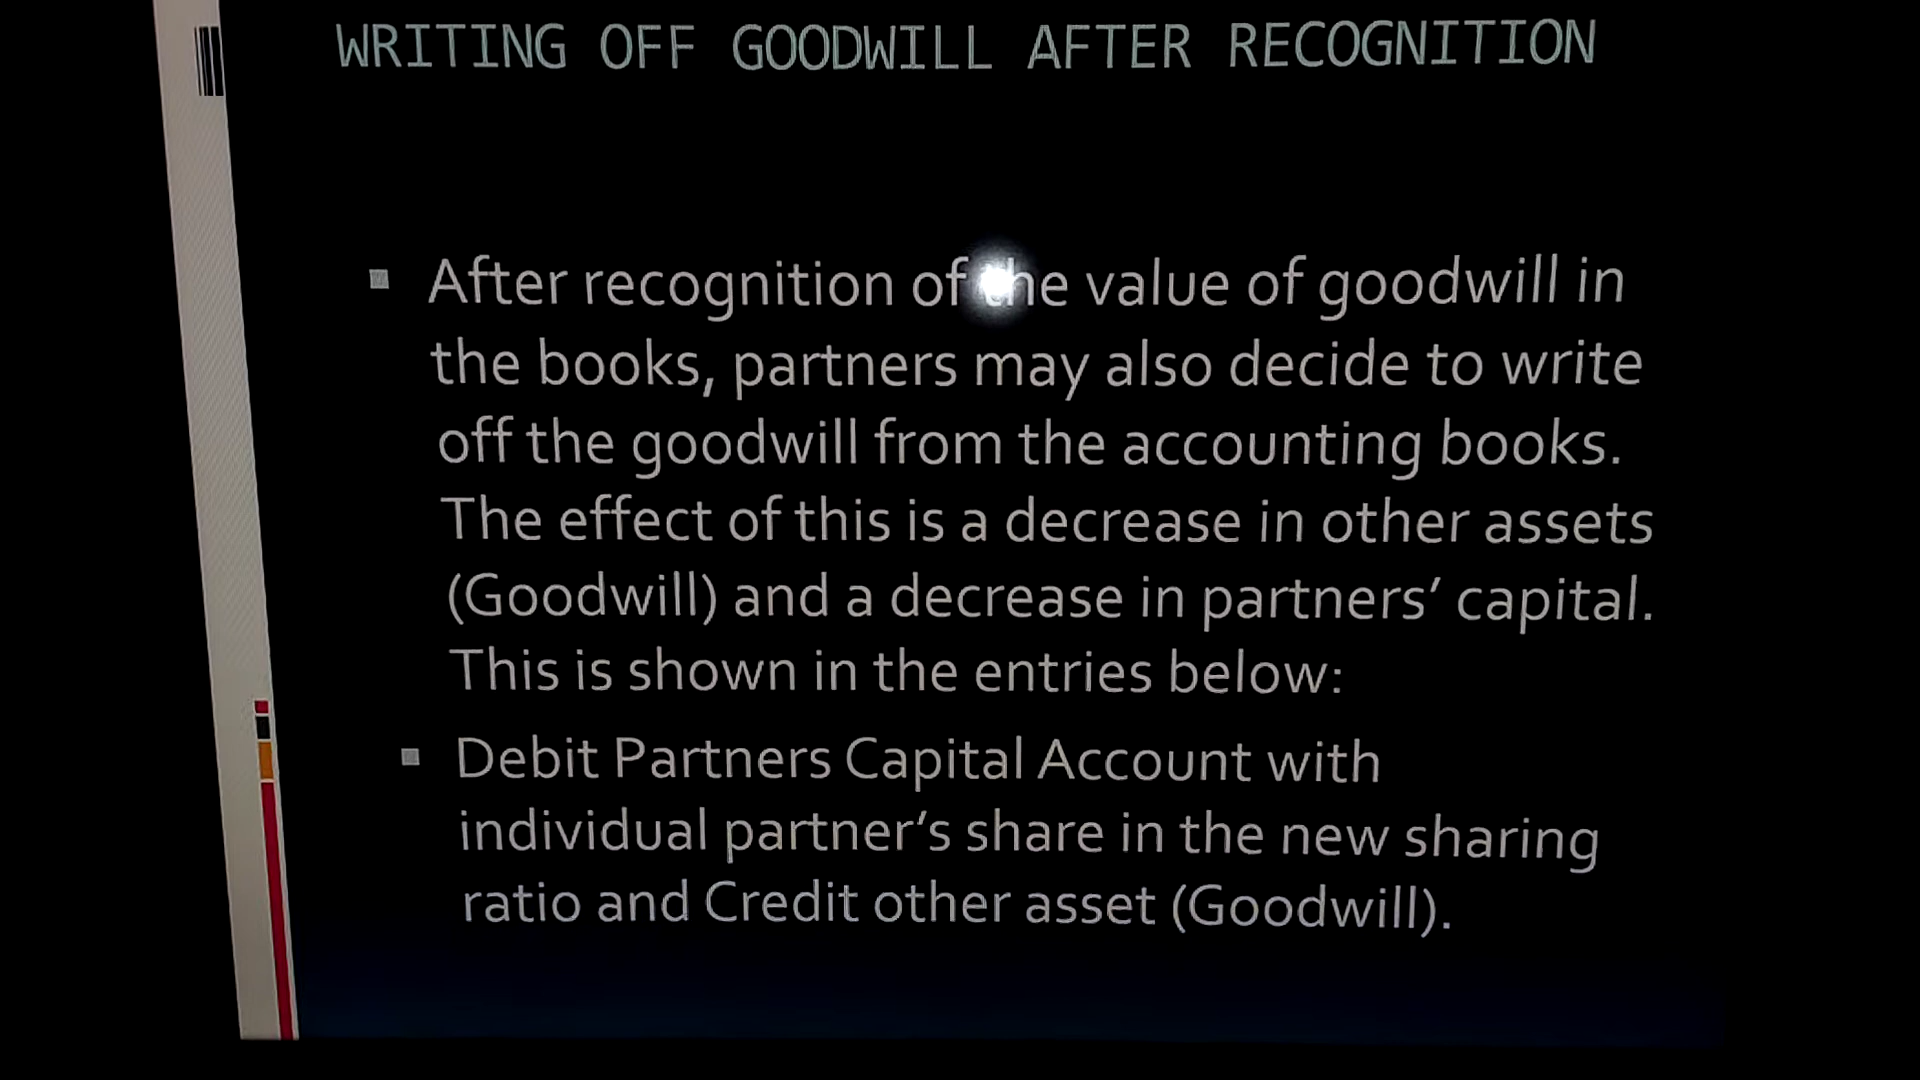 WRITING OFF GOODWILL AFTER RECOGNITION
▪ After recognition of the value of goodwill in
the books, partners may also decide to write
off the goodwill from the accounting books.
The effect of this is a decrease in other assets
(Goodwill) and a decrease in partners’ capital.
This is shown in the entries below:
▪ Debit Partners Capital Account with
individual partner’s share in the new sharing
ratio and Credit other asset (Goodwill).